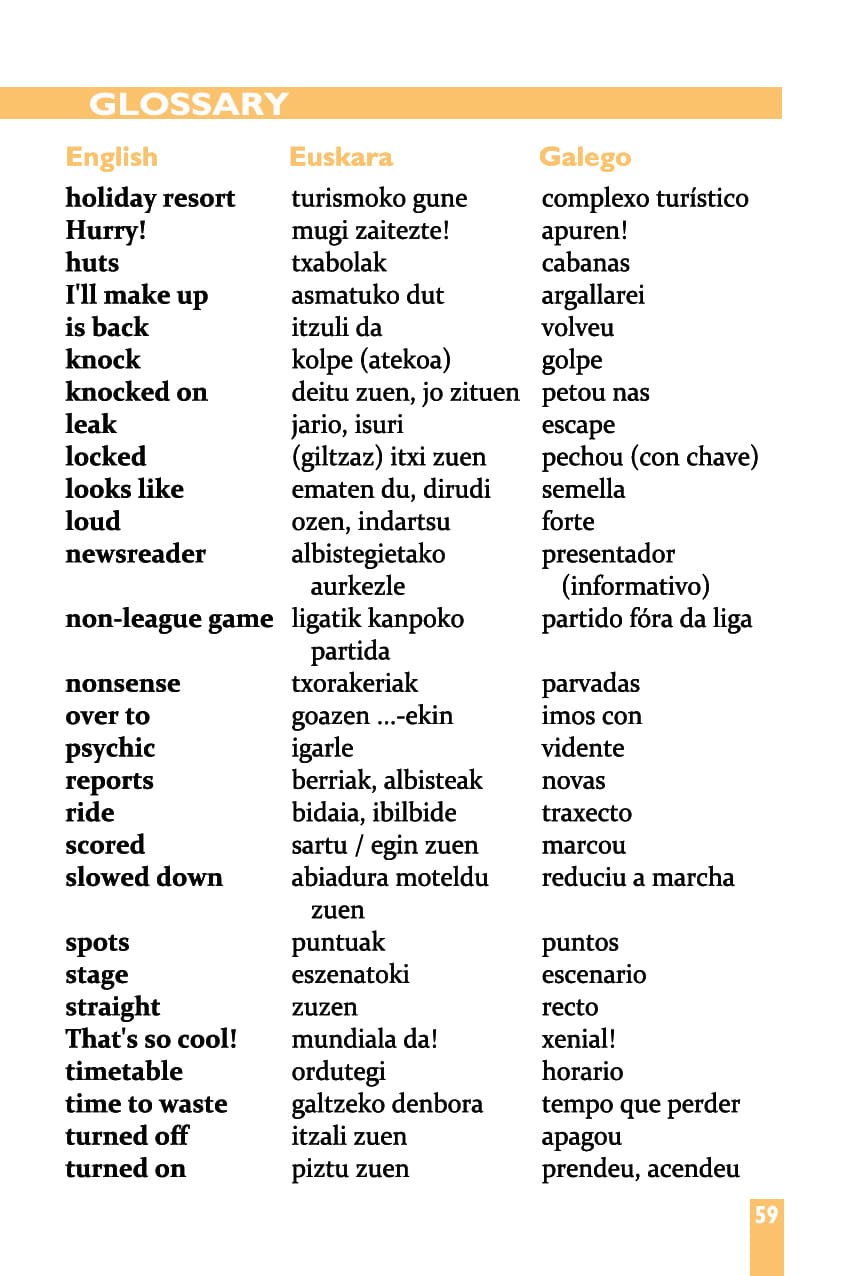 GLOSSARY
English Euskara Galego
holiday resort turismoko gune complexo turístico
Hurry! mugi zaitezte! apuren!
huts txabolak cabanas
I'll make up asmatuko dut argallarei
is back itzuli da volveu
knock kolpe (atekoa) golpe
knocked on deitu zuen, jo zituen petou nas
leak jario, isuri escape
locked (giltzaz) itxi zuen pechou (con chave)
looks like ematen du, dirudi semella
loud ozen, indartsu forte
newsreader albistegietako presentador
aurkezle (informativo)
non-league game ligatik kanpoko partido fóra da liga
partida
nonsense txorakeriak parvadas
over to goazen ...-ekin imos con
psychic igarle vidente
reports berriak, albisteak novas
ride bidaia, ibilbide traxecto
scored sartu / egin zuen marcou
slowed down abiadura moteldu reduciu a marcha
zuen
spots puntuak puntos
stage eszenatoki escenario
straight zuzen recto
That's so cool! mundiala da! xenial!
timetable ordutegi horario
time to waste galtzeko denbora tempo que perder
turned off itzali zuen apagou
turned on piztu zuen prendeu, acendeu
59